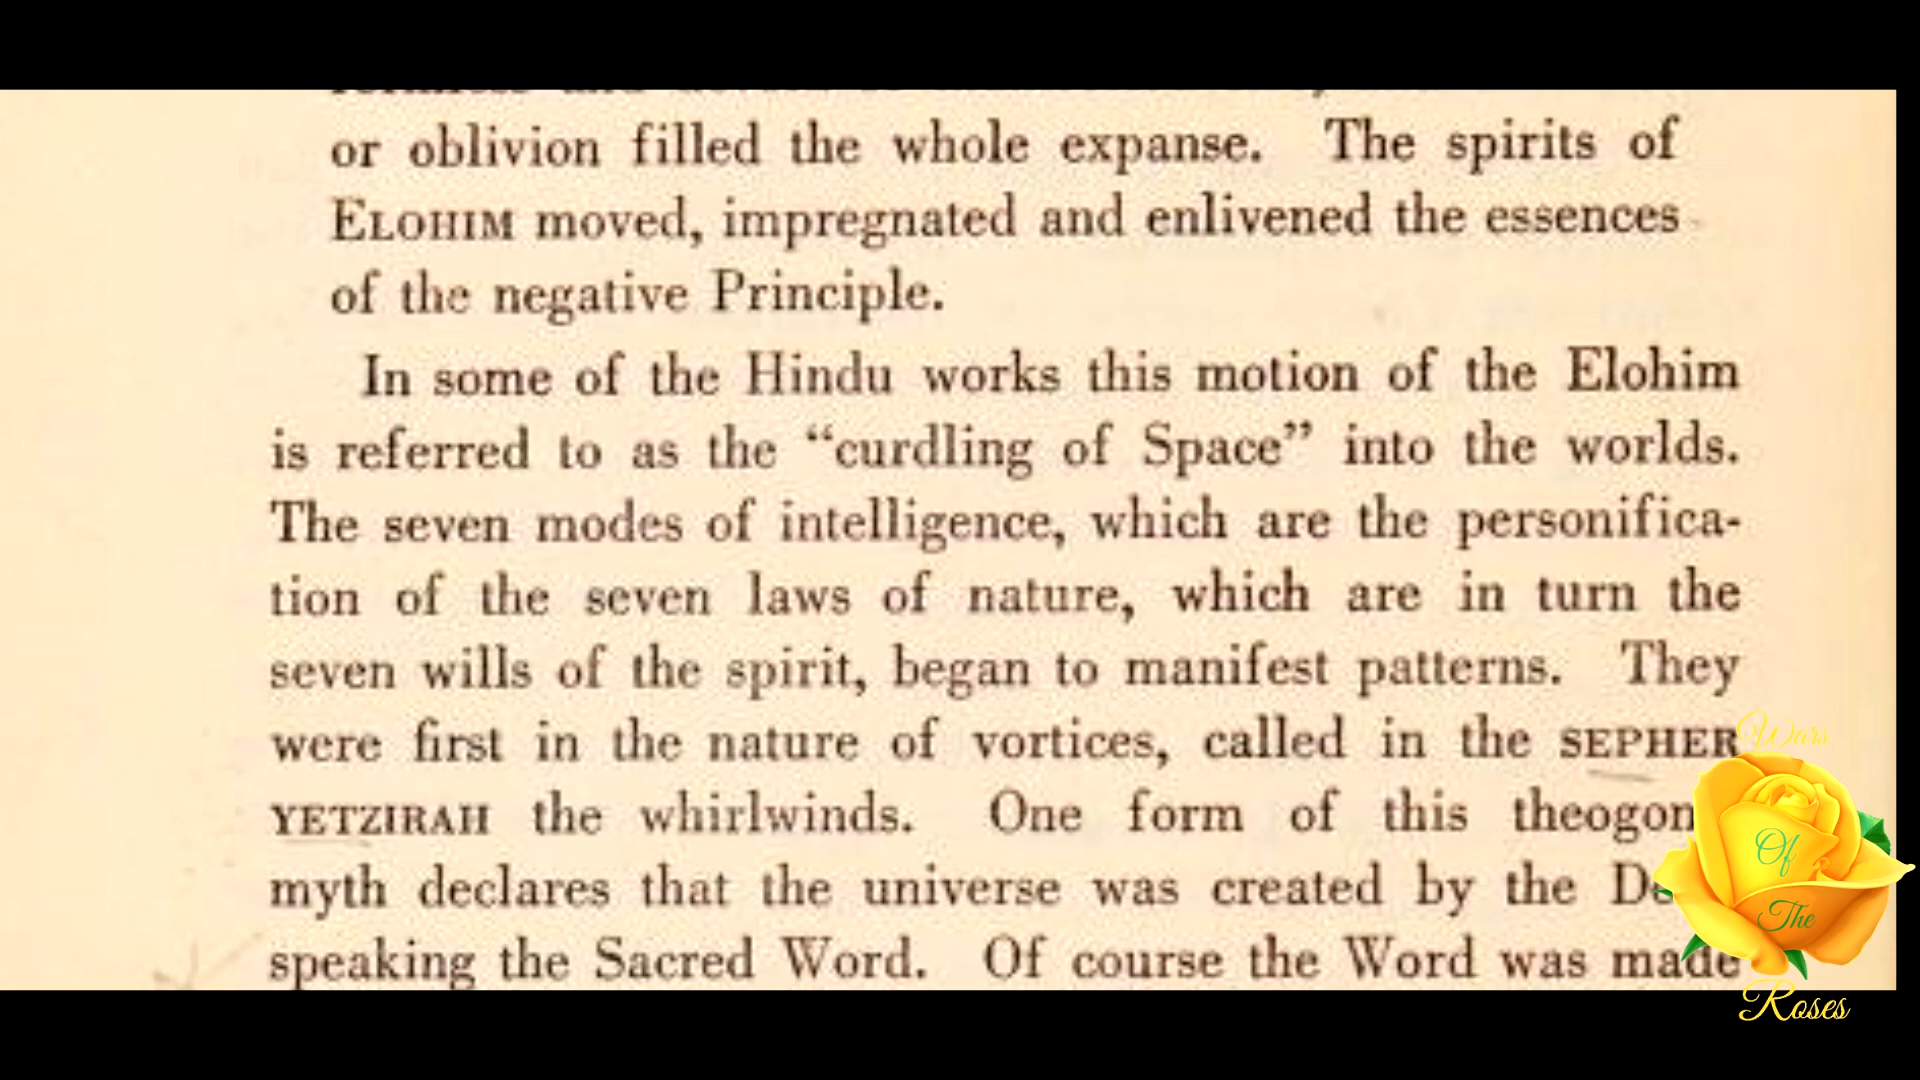 or oblivion filled the whole expanse. The spirits of
ELOHIM moved, impregnated and enlivened the essences
of the negative Principle.
In some of the Hindu works this motion of the Elohim
is referred to as the “curdling of Space” into the worlds.
The seven modes of intelligence, which are the personifica-
tion of the seven laws of nature, which are in turn the
seven wills of the spirit, began to manifest patterns. They
were first in the nature of vortices, called in the SEPHER
YETZIRAH the whirlwinds. One form of this
myth declares that the universe was created by the
speaking the Sacred Word. Of course the Word was made
Wars
Of
The
Roses